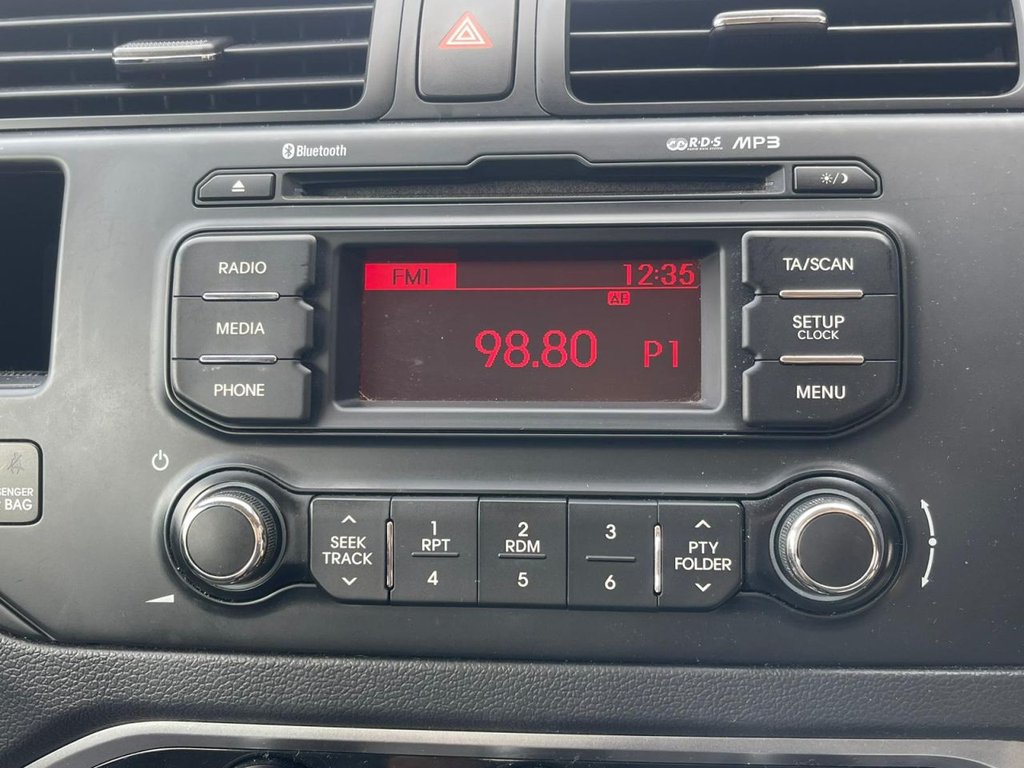 Bluetooth
R·D·S
MP3
RADIO
MEDIA
PHONE
FM1 12:35
AF
98.80 P1
TA/SCAN
SETUP
CLOCK
MENU
SENGER
BAG
SEEK
TRACK
1
RPT
4
2
RDM
5
3
6
PTY
FOLDER